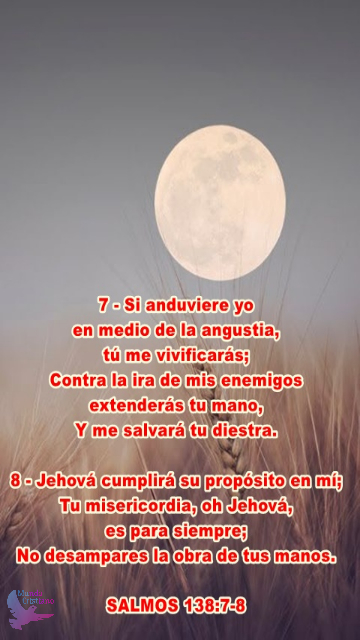 7 - Si anduviere yo
en medio de la angustia,
tú me vivificarás;
Contra la ira de mis enemigos
extenderás tu mano,
Y me salvará tu diestra.
8 - Jehová cumplirá su propósito en mí;
Tu misericordia, oh Jehová,
es para siempre;
No desampares la obra de tus manos.
SALMOS 138:7-8